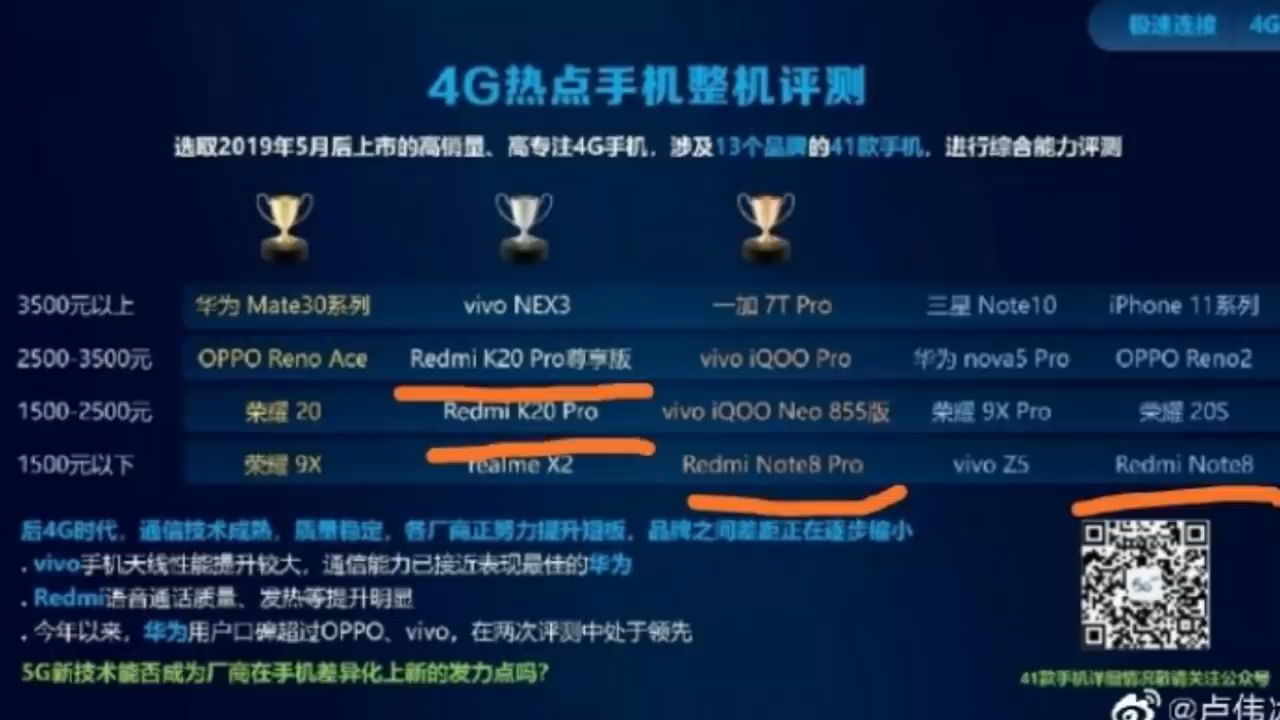 极速连接 4G
4G热点手机整机评测
选取2019年5月后上市的高销量、高专注4G手机，涉及13个品牌的41款手机，进行综合能力评测
3500元以上 华为 Mate30系列 vivo NEX3 一加 7T Pro 三星 Note10 iPhone 11系列
2500-3500元 OPPO Reno Ace Redmi K20 Pro尊享版 vivo iQOO Pro 华为 nova5 Pro OPPO Reno2
1500-2500元 荣耀 20 Redmi K20 Pro vivo iQOO Neo 855版 荣耀 9X Pro 荣耀 20S
1500元以下 荣耀 9X realme X2 Redmi Note8 Pro vivo Z5 Redmi Note8
后4G时代，通信技术成熟，质量稳定，各厂商正努力提升短板，品牌之间差距正在逐步缩小
. vivo手机天线性能提升较大，通信能力已接近表现最佳的华为
. Redmi语音通话质量、发热等提升明显
. 今年以来，华为用户口碑超过OPPO、vivo，在两次评测中处于领先
5G新技术能否成为厂商在手机差异化上新的发力点吗？
5G
41款手机详细情况敬请关注公众号
@卢伟